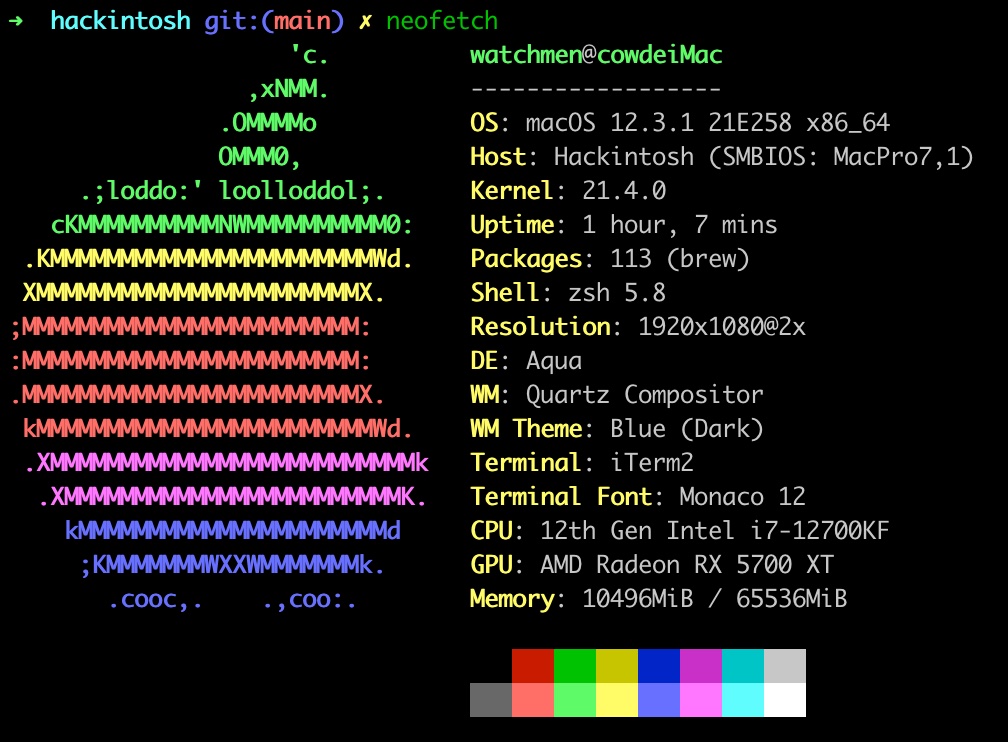 ➜  hackintosh git:(main) ✗ neofetch
                    'c.          watchmen@cowdeiMac
                 ,xNMM.          ------------------
               .OMMMMo           OS: macOS 12.3.1 21E258 x86_64
               OMMM0,            Host: Hackintosh (SMBIOS: MacPro7,1)
     .;loddo:' loolloddol;.      Kernel: 21.4.0
   cKMMMMMMMMMMNWMMMMMMMMMM0:    Uptime: 1 hour, 7 mins
 .KMMMMMMMMMMMMMMMMMMMMMMMWd.    Packages: 113 (brew)
 XMMMMMMMMMMMMMMMMMMMMMMMX.      Shell: zsh 5.8
;MMMMMMMMMMMMMMMMMMMMMMMM:       Resolution: 1920x1080@2x
:MMMMMMMMMMMMMMMMMMMMMMMM:       DE: Aqua
.MMMMMMMMMMMMMMMMMMMMMMMMX.      WM: Quartz Compositor
 kMMMMMMMMMMMMMMMMMMMMMMMMWd.    WM Theme: Blue (Dark)
 .XMMMMMMMMMMMMMMMMMMMMMMMMMMk   Terminal: iTerm2
  .XMMMMMMMMMMMMMMMMMMMMMMMMK.   Terminal Font: Monaco 12
    kMMMMMMMMMMMMMMMMMMMMMMd     CPU: 12th Gen Intel i7-12700KF
     ;KMMMMMMMWXXWMMMMMMMk.      GPU: AMD Radeon RX 5700 XT
       .cooc,.    .,coo:.        Memory: 10496MiB / 65536MiB